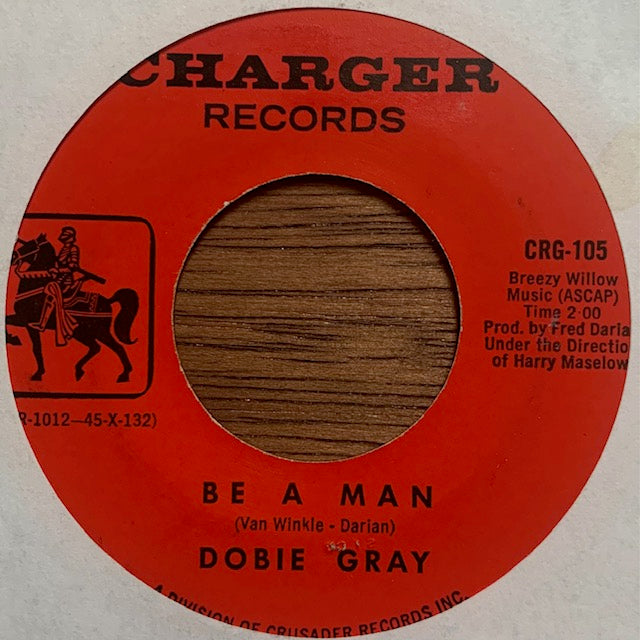 CHARGER
RECORDS
CRG-105
Breezy Willow
Music (ASCAP)
Time 2:00
Prod. by Fred Darla
Under the Directio
of Harry Maselow
R-1012—45-X-132)
BE A MAN
(Van Winkle - Darian)
DOBIE GRAY
A DIVISION OF CRUSADER RECORDS INC.